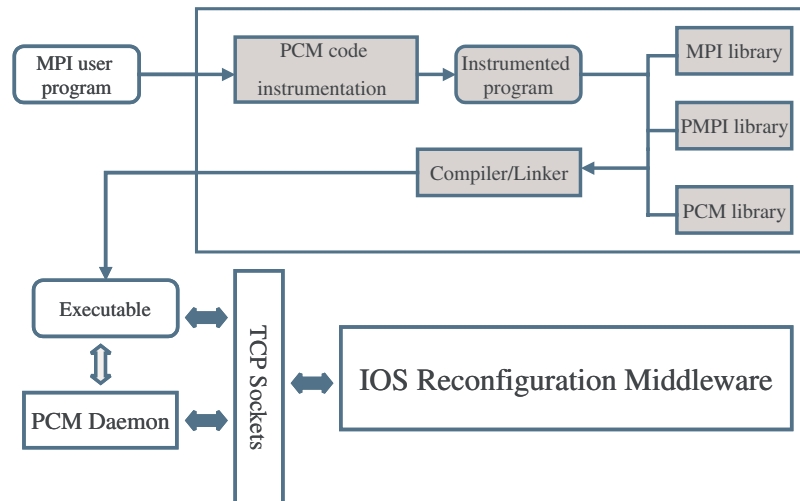 MPI user
program
PCM code
instrumentation
Instrumented
program
MPI library
PMPI library
PCM library
Compiler/Linker
Executable
PCM Daemon
TCP Sockets
IOS Reconfiguration Middleware